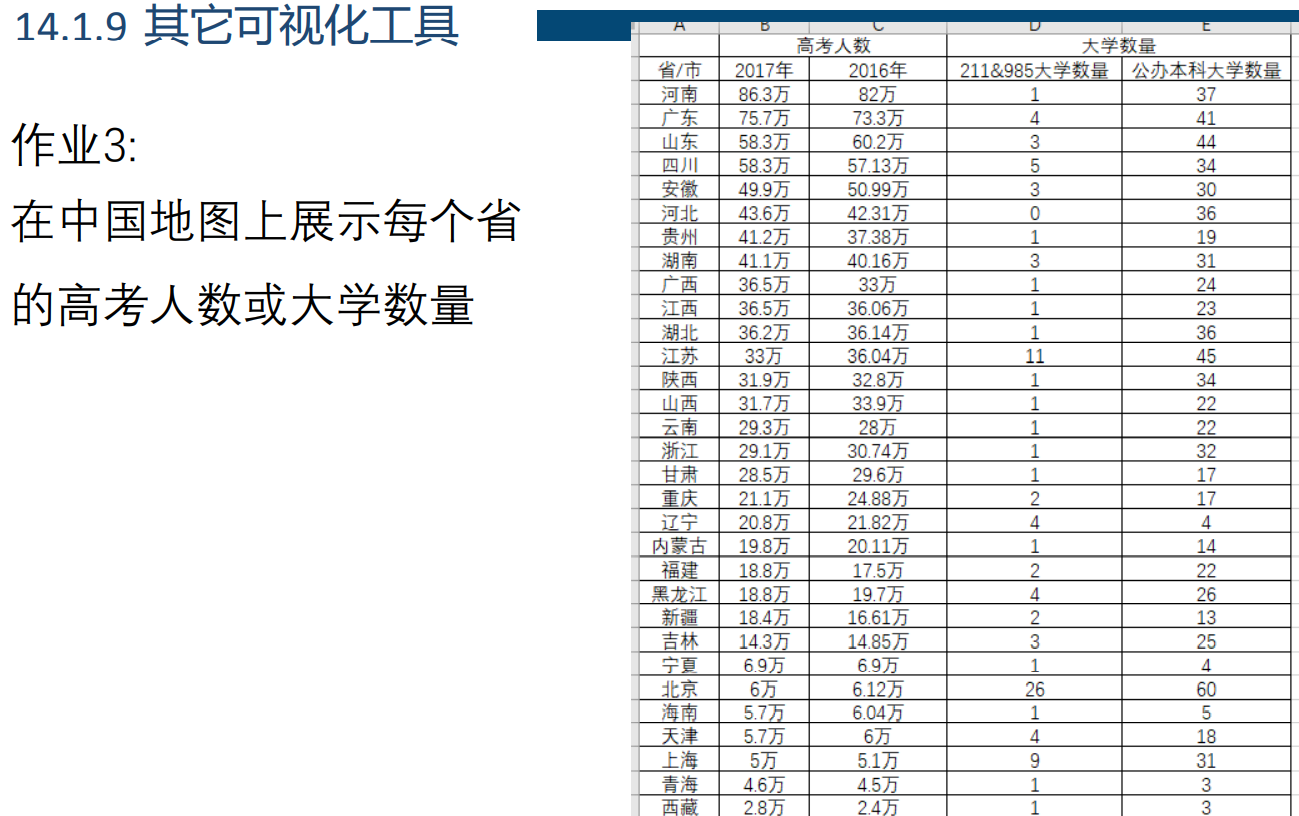 14.1.9 其它可视化工具
作业3:
在中国地图上展示每个省
的高考人数或大学数量
A B C D E
高考人数 大学数量
省/市 2017年 2016年 211&985大学数量 公办本科大学数量
河南 86.3万 82万 1 37
广东 75.7万 73.3万 4 41
山东 58.3万 60.2万 3 44
四川 58.3万 57.13万 5 34
安徽 49.9万 50.99万 3 30
河北 43.6万 42.31万 0 36
贵州 41.2万 37.38万 1 19
湖南 41.1万 40.16万 3 31
广西 36.5万 33万 1 24
江西 36.5万 36.06万 1 23
湖北 36.2万 36.14万 1 36
江苏 33万 36.04万 11 45
陕西 31.9万 32.8万 1 34
山西 31.7万 33.9万 1 22
云南 29.3万 28万 1 22
浙江 29.1万 30.74万 1 32
甘肃 28.5万 29.6万 1 17
重庆 21.1万 24.88万 2 17
辽宁 20.8万 21.82万 4 4
内蒙古 19.8万 20.11万 1 14
福建 18.8万 17.5万 2 22
黑龙江 18.8万 19.7万 4 26
新疆 18.4万 16.61万 2 13
吉林 14.3万 14.85万 3 25
宁夏 6.9万 6.9万 1 4
北京 6万 6.12万 26 60
海南 5.7万 6.04万 1 5
天津 5.7万 6万 4 18
上海 5万 5.1万 9 31
青海 4.6万 4.5万 1 3
西藏 2.8万 2.4万 1 3